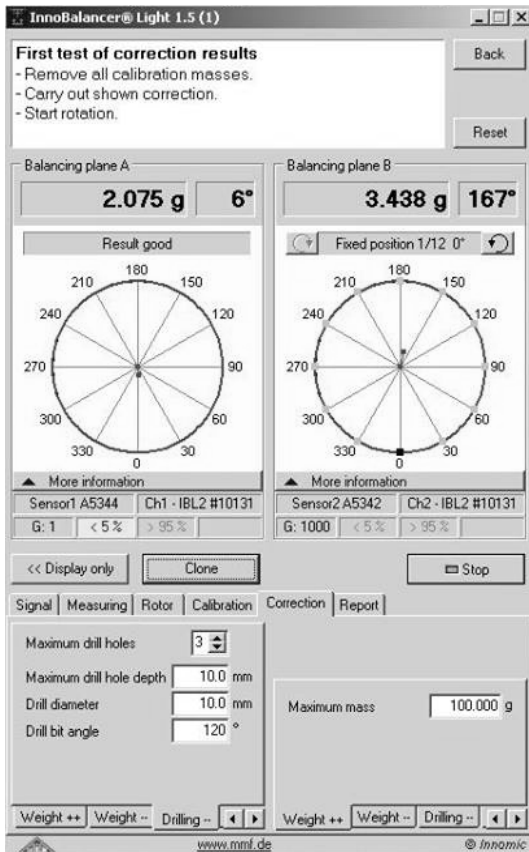 InnoBalancer® Light 1.5 (1)
First test of correction results
- Remove all calibration masses.
- Carry out shown correction.
- Start rotation.
Back
Reset
Balancing plane A
2.075 g 6°
Result good
180
210 150
240 120
270 90
300 60
330 30
0
More information
Sensor1 A5344 Ch1 - IBL2 #10131
G: 1 < 5 % > 95 %
Balancing plane B
3.438 g 167°
Fixed position 1/12 0°
180
210 150
240 120
270 90
300 60
330 30
0
More information
Sensor2 A5342 Ch2 - IBL2 #10131
G: 1000 < 5 % > 95 %
<< Display only Clone Stop
Signal Measuring Rotor Calibration Correction Report
Maximum drill holes 3
Maximum drill hole depth 10.0 mm
Drill diameter 10.0 mm
Drill bit angle 120 °
Weight ++ Weight -- Drilling --
Maximum mass 100.000 g
Weight ++ Weight -- Drilling --
www.mmf.de © Innomic